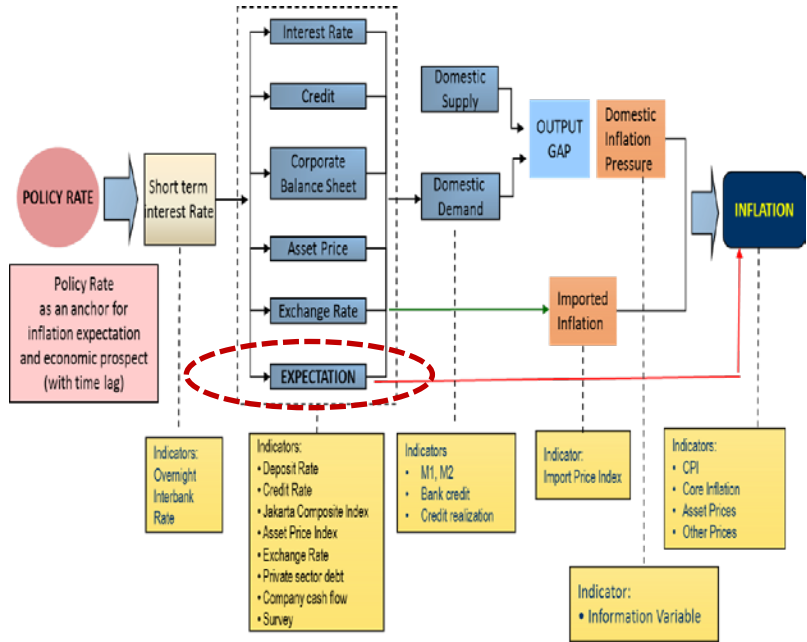 Interest Rate
Credit
Corporate
Balance Sheet
Asset Price
Exchange Rate
EXPECTATION
POLICY RATE
Short term
interest Rate
Policy Rate
as an anchor for
inflation expectation
and economic prospect
(with time lag)
Domestic
Supply
Domestic
Demand
OUTPUT
GAP
Domestic
Inflation
Pressure
Imported
Inflation
INFLATION
Indicators:
Overnight
Interbank
Rate
Indicators:
• Deposit Rate
• Credit Rate
• Jakarta Composite Index
• Asset Price Index
• Exchange Rate
• Private sector debt
• Company cash flow
• Survey
Indicators
• M1, M2
• Bank credit
• Credit realization
Indicator:
Import Price Index
Indicators:
• CPI
• Core Inflation
• Asset Prices
• Other Prices
Indicator:
• Information Variable